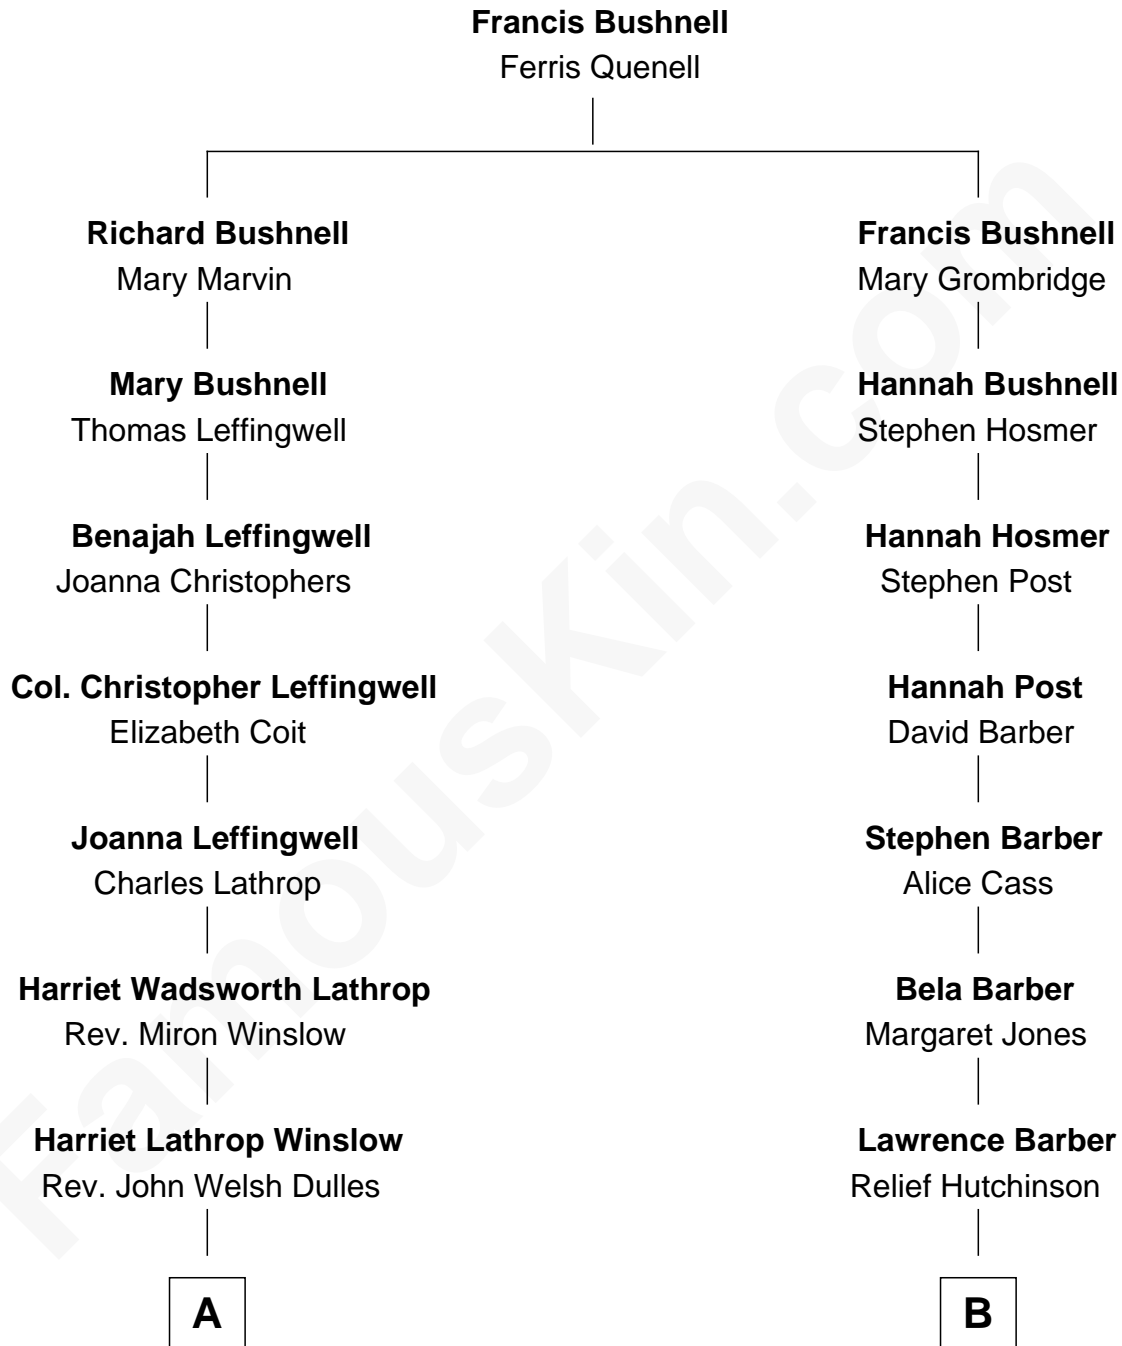 Francis Bushnell
Ferris Quenell
Richard Bushnell
Mary Marvin
Francis Bushnell
Mary Grombridge
Mary Bushnell
Thomas Leffingwell
Hannah Bushnell
Stephen Hosmer
Benajah Leffingwell
Joanna Christophers
Hannah Hosmer
Stephen Post
Col. Christopher Leffingwell
Elizabeth Coit
Hannah Post
David Barber
Joanna Leffingwell
Charles Lathrop
Stephen Barber
Alice Cass
Harriet Wadsworth Lathrop
Rev. Miron Winslow
Bela Barber
Margaret Jones
Harriet Lathrop Winslow
Rev. John Welsh Dulles
Lawrence Barber
Relief Hutchinson
A
B
FamousKin.com